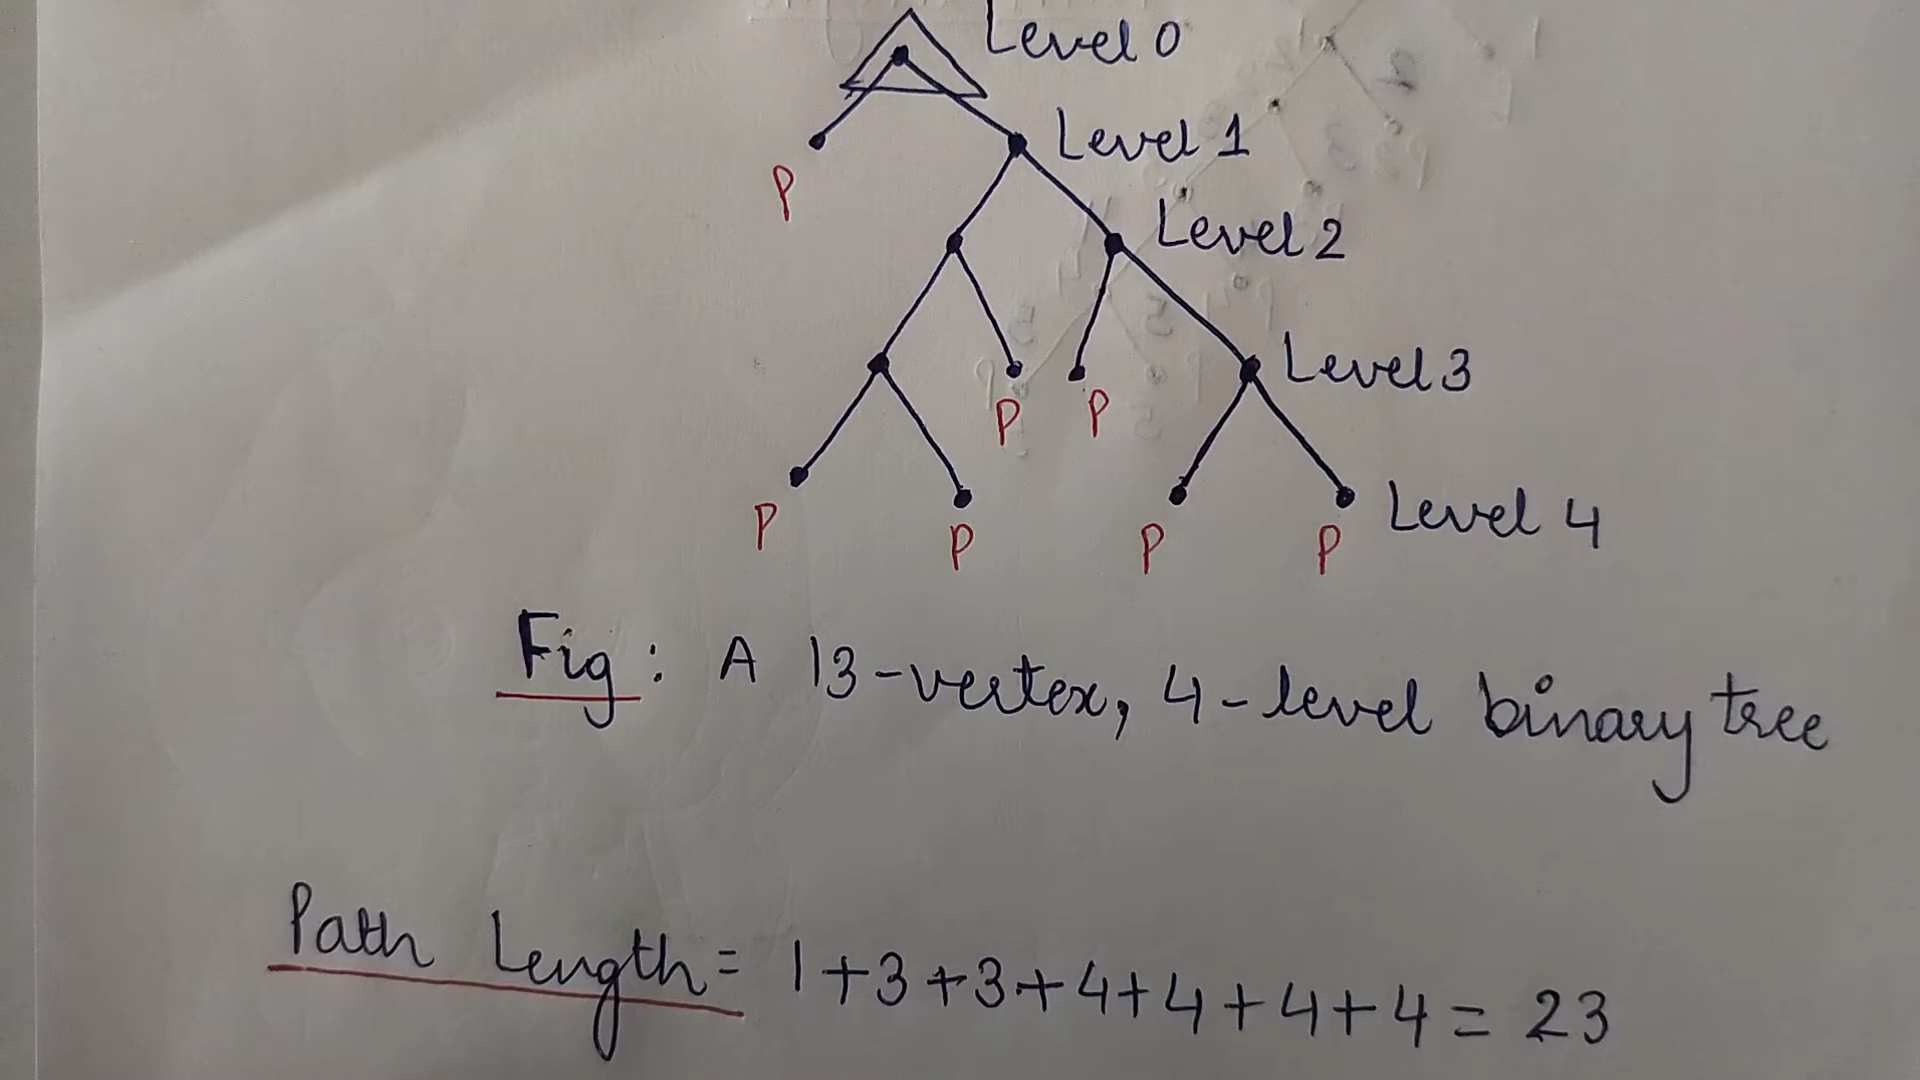 Level 0
Level 1
P
Level 2
Level 3
P P
Level 4
P P P P
Fig: A 13-vertex, 4-level binary tree
Path Length = 1+3+3+4+4+4+4 = 23